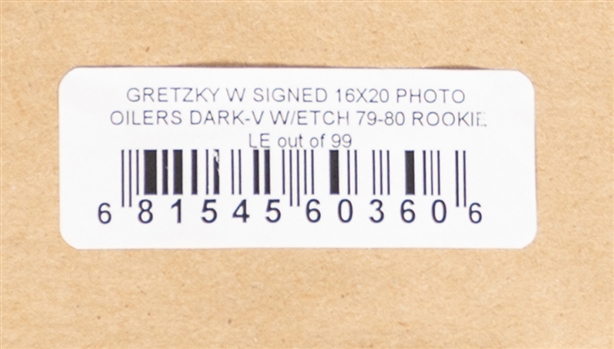 GRETZKY W SIGNED 16X20 PHOTO
OILERS DARK-V W/ETCH 79-80 ROOKIE
LE out of 99
6 81545 60360 6